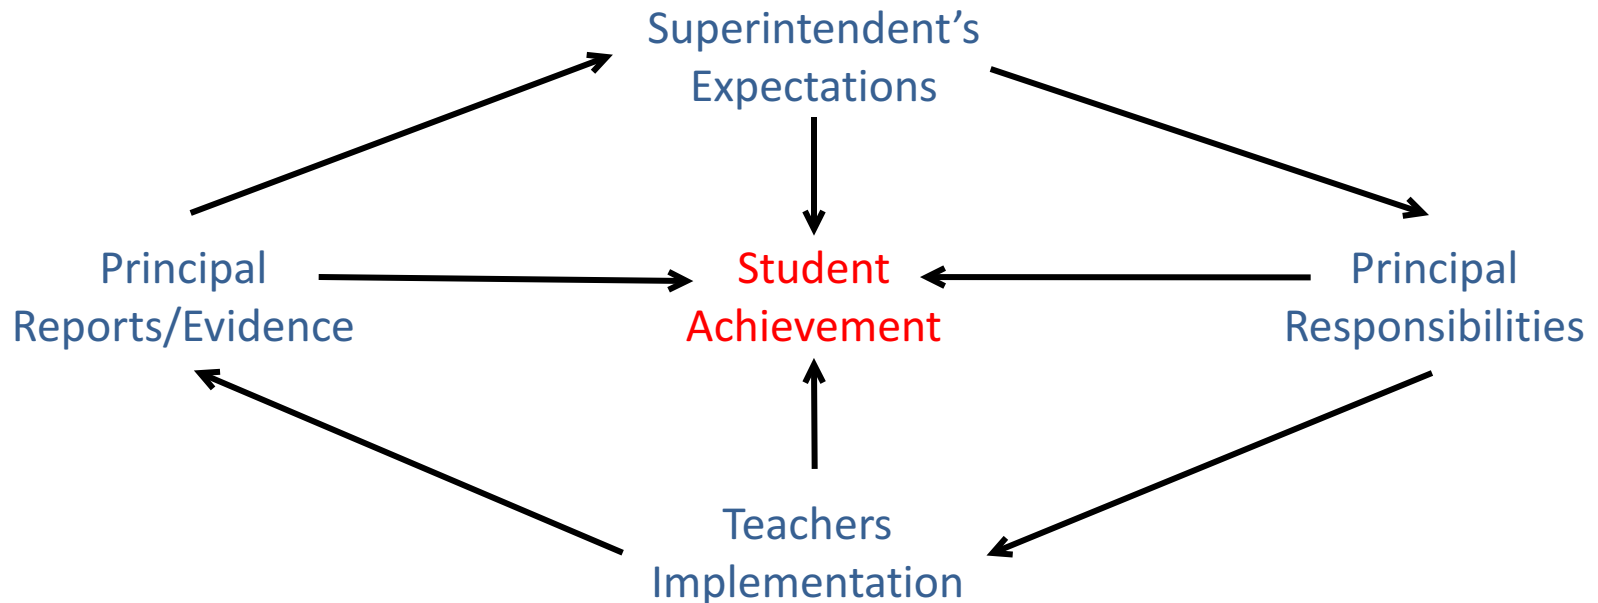 Superintendent’s
Expectations
Principal
Reports/Evidence
Student
Achievement
Principal
Responsibilities
Teachers
Implementation